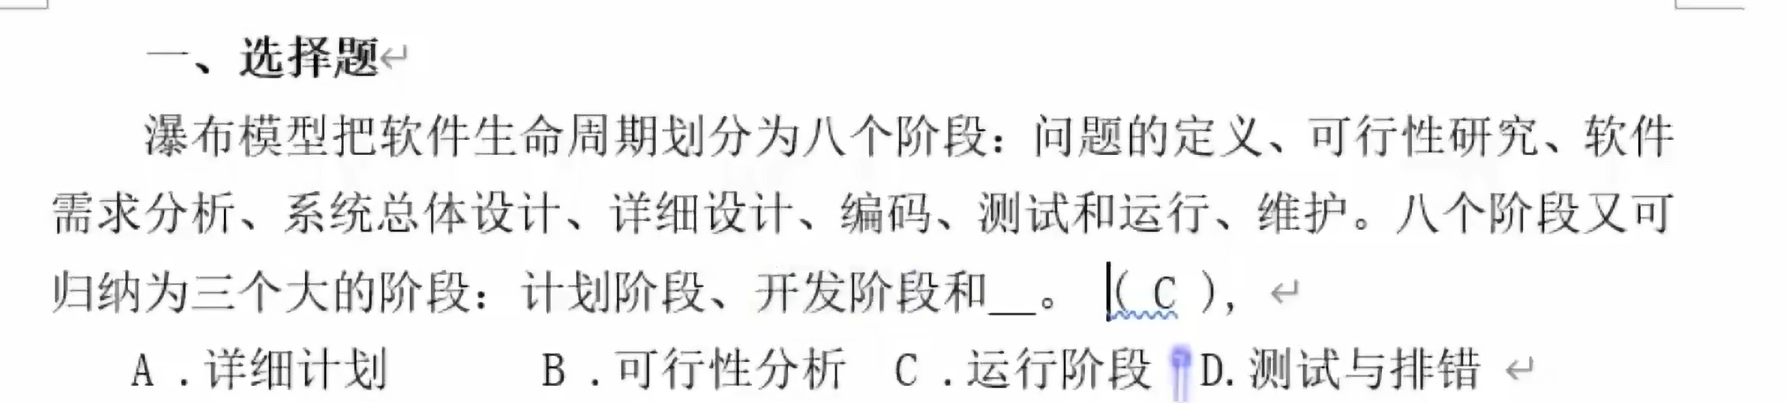 一、选择题
瀑布模型把软件生命周期划分为八个阶段：问题的定义、可行性研究、软件
需求分析、系统总体设计、详细设计、编码、测试和运行、维护。八个阶段又可
归纳为三个大的阶段：计划阶段、开发阶段和__。 ( C ),
A .详细计划 B .可行性分析 C .运行阶段 D.测试与排错